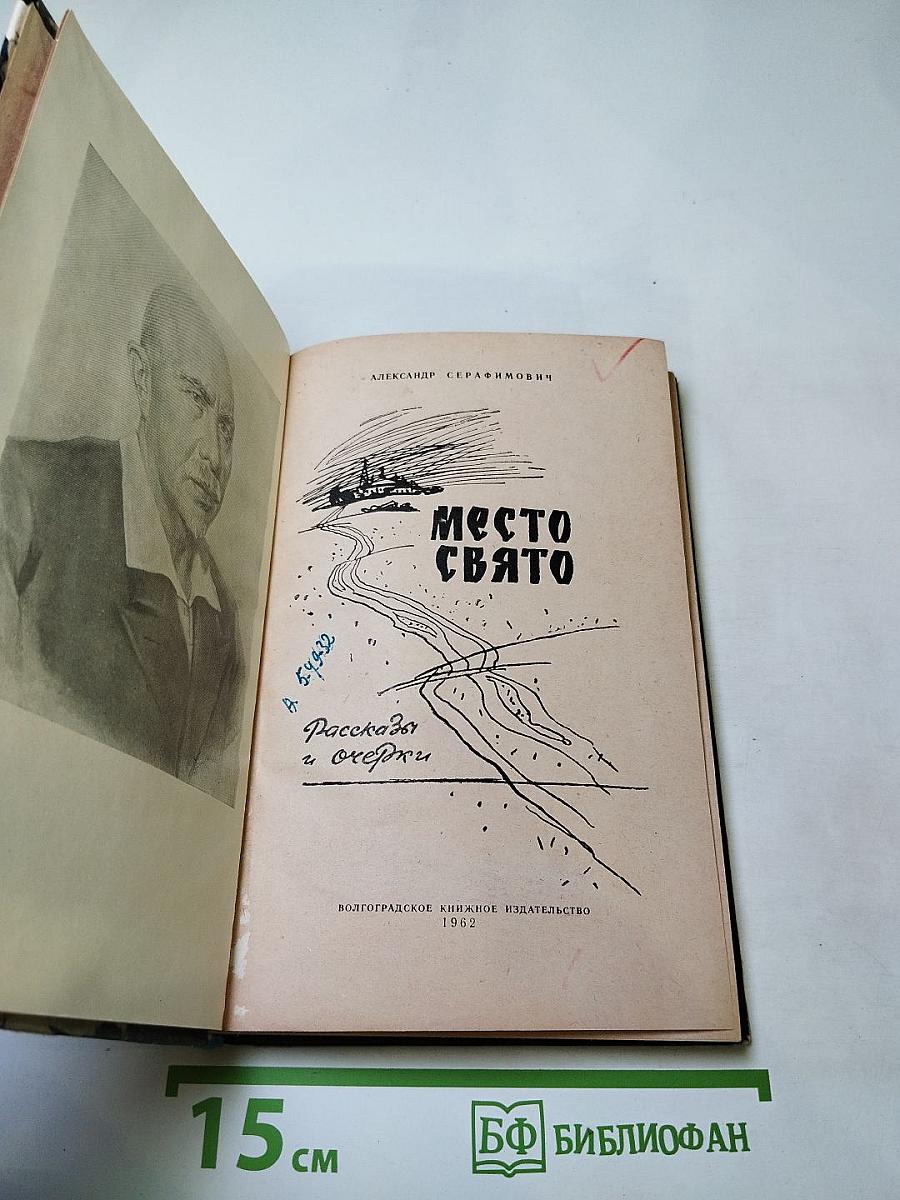 АЛЕКСАНДР СЕРАФИМОВИЧ
МЕСТО
СВЯТО
А 54932
Рассказы
и очерки
ВОЛГОГРАДСКОЕ КНИЖНОЕ ИЗДАТЕЛЬСТВО
1962
15 см
БФ БИБЛИОФАН